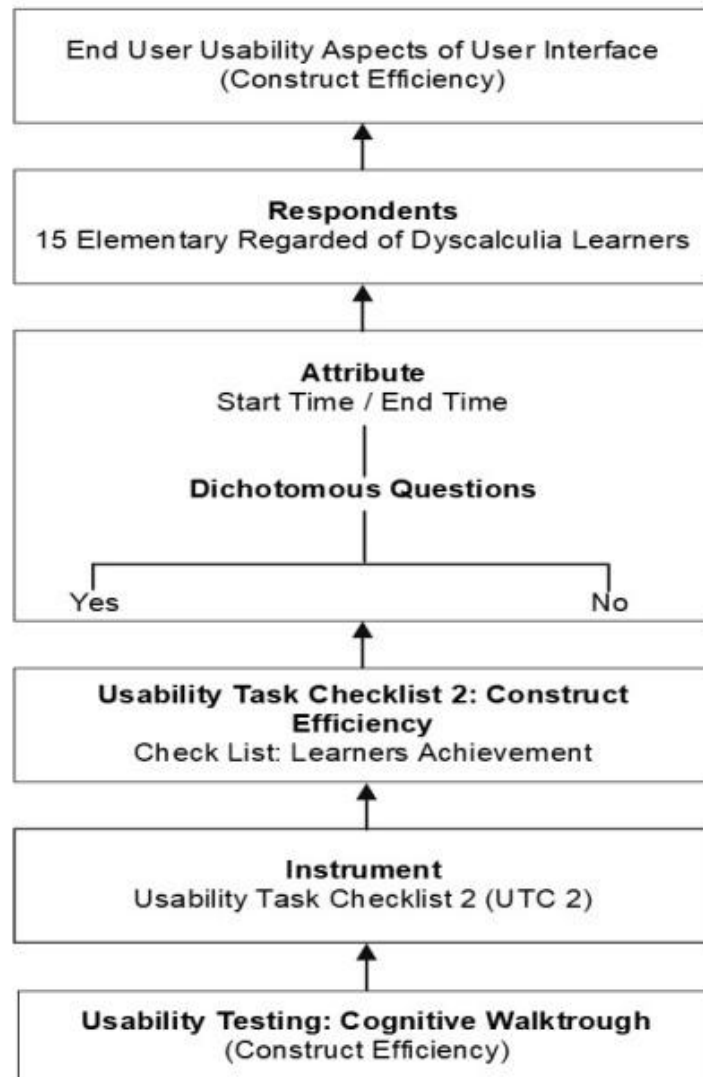 End User Usability Aspects of User Interface
(Construct Efficiency)
Respondents
15 Elementary Regarded of Dyscalculia Learners
Attribute
Start Time / End Time
Dichotomous Questions
Yes
No
Usability Task Checklist 2: Construct
Efficiency
Check List: Learners Achievement
Instrument
Usability Task Checklist 2 (UTC 2)
Usability Testing: Cognitive Walktrough
(Construct Efficiency)